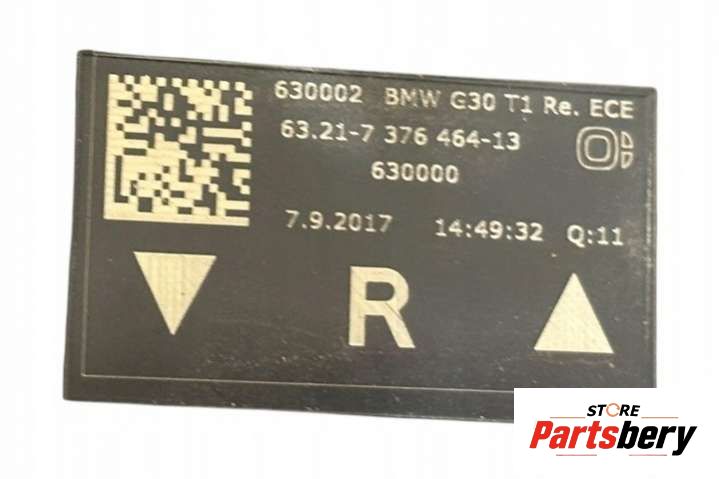 630002 BMW G30 T1 Re. ECE
63.21-7 376 464-13
630000
7.9.2017 14:49:32 Q:11
R
STORE
Partsbery